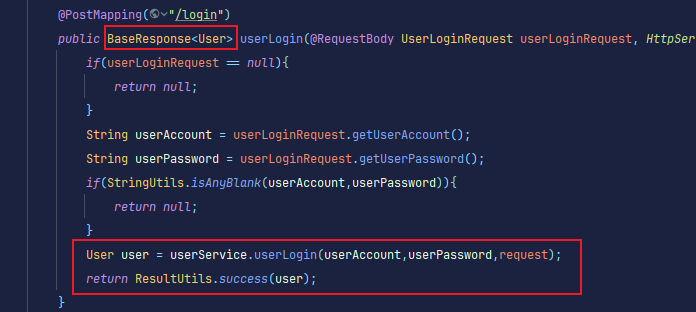 @PostMapping("/login")
public BaseResponse<User> userLogin(@RequestBody UserLoginRequest userLoginRequest, HttpSer
if(userLoginRequest == null){
return null;
}
String userAccount = userLoginRequest.getUserAccount();
String userPassword = userLoginRequest.getUserPassword();
if(StringUtils.isAnyBlank(userAccount,userPassword)){
return null;
}
User user = userService.userLogin(userAccount,userPassword,request);
return ResultUtils.success(user);
}